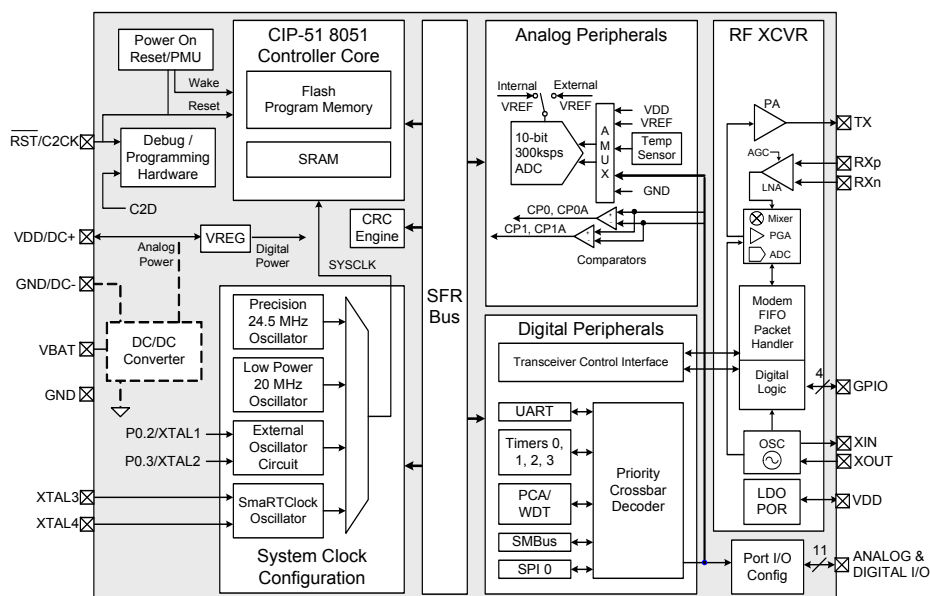 Power On
Reset/PMU
Wake
Reset
RST/C2CK
Debug /
Programming
Hardware
C2D
CIP-51 8051
Controller Core
Flash
Program Memory
SRAM
VDD/DC+
VREG
Analog
Power
Digital
Power
SYSCLK
CRC
Engine
GND/DC-
DC/DC
Converter
VBAT
GND
Precision
24.5 MHz
Oscillator
Low Power
20 MHz
Oscillator
P0.2/XTAL1
P0.3/XTAL2
External
Oscillator
Circuit
XTAL3
XTAL4
SmaRTClock
Oscillator
System Clock
Configuration
SFR
Bus
Analog Peripherals
Internal
VREF
External
VREF
10-bit
300ksps
ADC
A
M
U
X
VDD
VREF
Temp
Sensor
GND
CP0, CP0A
CP1, CP1A
+
-
+
-
Comparators
Digital Peripherals
Transceiver Control Interface
UART
Timers 0,
1, 2, 3
PCA/
WDT
SMBus
SPI 0
Priority
Crossbar
Decoder
RF XCVR
PA
TX
AGC
LNA
RXp
RXn
Mixer
PGA
ADC
Modem
FIFO
Packet
Handler
Digital
Logic
4
GPIO
OSC
XIN
XOUT
LDO
POR
VDD
Port I/O
Config
11
ANALOG &
DIGITAL I/O